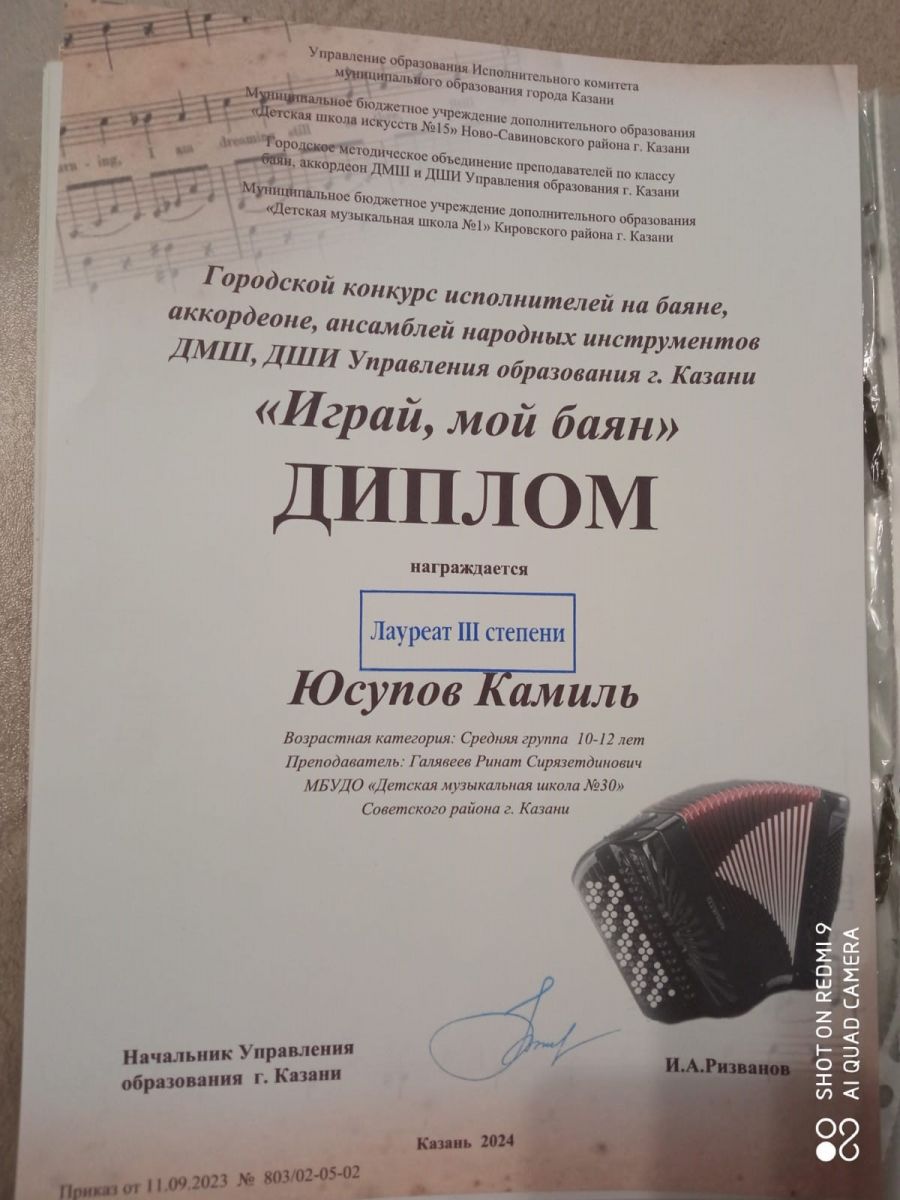 Управление образования Исполнительного комитета
муниципального образования города Казани
Муниципальное бюджетное учреждение дополнительного образования
«Детская школа искусств №15» Ново-Савиновского района г. Казани
Городское методическое объединение преподавателей по классу
баян, аккордеон ДМШ и ДШИ Управления образования г. Казани
Муниципальное бюджетное учреждение дополнительного образования
«Детская музыкальная школа №1» Кировского района г. Казани
I am dreaming still
Городской конкурс исполнителей на баяне,
аккордеоне, ансамблей народных инструментов
ДМШ, ДШИ Управления образования г. Казани
«Играй, мой баян»
ДИПЛОМ
награждается
Лауреат III степени
Юсупов Камиль
Возрастная категория: Средняя группа 10-12 лет
Преподаватель: Галявеев Ринат Сирязетдинович
МБУДО «Детская музыкальная школа №30»
Советского района г. Казани
Начальник Управления
образования г. Казани
И.А.Ризванов
Казань 2024
Приказ от 11.09.2023 № 803/02-05-02
SHOT ON REDMI 9
AI QUAD CAMERA